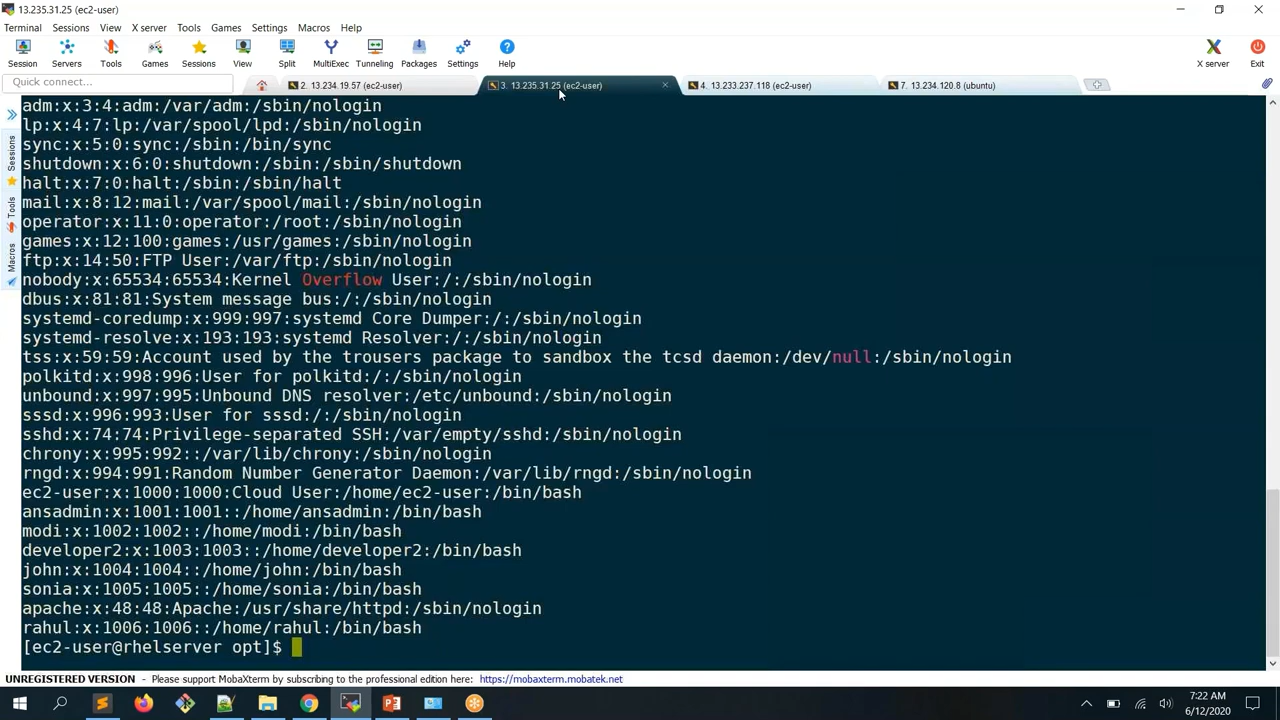 13.235.31.25 (ec2-user)
Terminal Sessions View X server Tools Games Settings Macros Help
Session Servers Tools Games Sessions View Split MultiExec Tunneling Packages Settings Help X server Exit
Quick connect...
2. 13.234.19.57 (ec2-user)
3. 13.235.31.25 (ec2-user)
4. 13.233.237.118 (ec2-user)
7. 13.234.120.8 (ubuntu)
Sessions
Tools
Macros
adm:x:3:4:adm:/var/adm:/sbin/nologin
lp:x:4:7:lp:/var/spool/lpd:/sbin/nologin
sync:x:5:0:sync:/sbin:/bin/sync
shutdown:x:6:0:shutdown:/sbin:/sbin/shutdown
halt:x:7:0:halt:/sbin:/sbin/halt
mail:x:8:12:mail:/var/spool/mail:/sbin/nologin
operator:x:11:0:operator:/root:/sbin/nologin
games:x:12:100:games:/usr/games:/sbin/nologin
ftp:x:14:50:FTP User:/var/ftp:/sbin/nologin
nobody:x:65534:65534:Kernel Overflow User:/:/sbin/nologin
dbus:x:81:81:System message bus:/:/sbin/nologin
systemd-coredump:x:999:997:systemd Core Dumper:/:/sbin/nologin
systemd-resolve:x:193:193:systemd Resolver:/:/sbin/nologin
tss:x:59:59:Account used by the trousers package to sandbox the tcsd daemon:/dev/null:/sbin/nologin
polkitd:x:998:996:User for polkitd:/:/sbin/nologin
unbound:x:997:995:Unbound DNS resolver:/etc/unbound:/sbin/nologin
sssd:x:996:993:User for sssd:/:/sbin/nologin
sshd:x:74:74:Privilege-separated SSH:/var/empty/sshd:/sbin/nologin
chrony:x:995:992::/var/lib/chrony:/sbin/nologin
rngd:x:994:991:Random Number Generator Daemon:/var/lib/rngd:/sbin/nologin
ec2-user:x:1000:1000:Cloud User:/home/ec2-user:/bin/bash
ansadmin:x:1001:1001::/home/ansadmin:/bin/bash
modi:x:1002:1002::/home/modi:/bin/bash
developer2:x:1003:1003::/home/developer2:/bin/bash
john:x:1004:1004::/home/john:/bin/bash
sonia:x:1005:1005::/home/sonia:/bin/bash
apache:x:48:48:Apache:/usr/share/httpd:/sbin/nologin
rahul:x:1006:1006::/home/rahul:/bin/bash
[ec2-user@rhelserver opt]$
UNREGISTERED VERSION - Please support MobaXterm by subscribing to the professional edition here: https://mobaxterm.mobatek.net
7:22 AM
6/12/2020